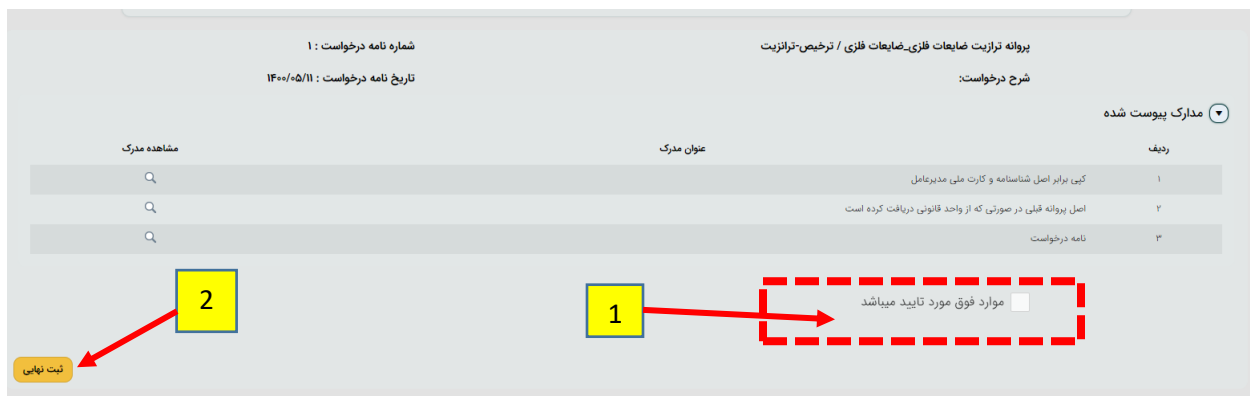 پروانه ترازیت ضایعات فلزی_ضایعات فلزی / ترخیص-ترانزیت
شماره نامه درخواست : ۱
شرح درخواست:
تاریخ نامه درخواست : ۱۴۰۰/۰۵/۱۱
مدارک پیوست شده
ردیف عنوان مدرک مشاهده مدرک
۱ کپی برابر اصل شناسنامه و کارت ملی مدیرعامل
۲ اصل پروانه قبلی در صورتی که از واحد قانونی دریافت کرده است
۳ نامه درخواست
موارد فوق مورد تایید میباشد
1
2
ثبت نهایی